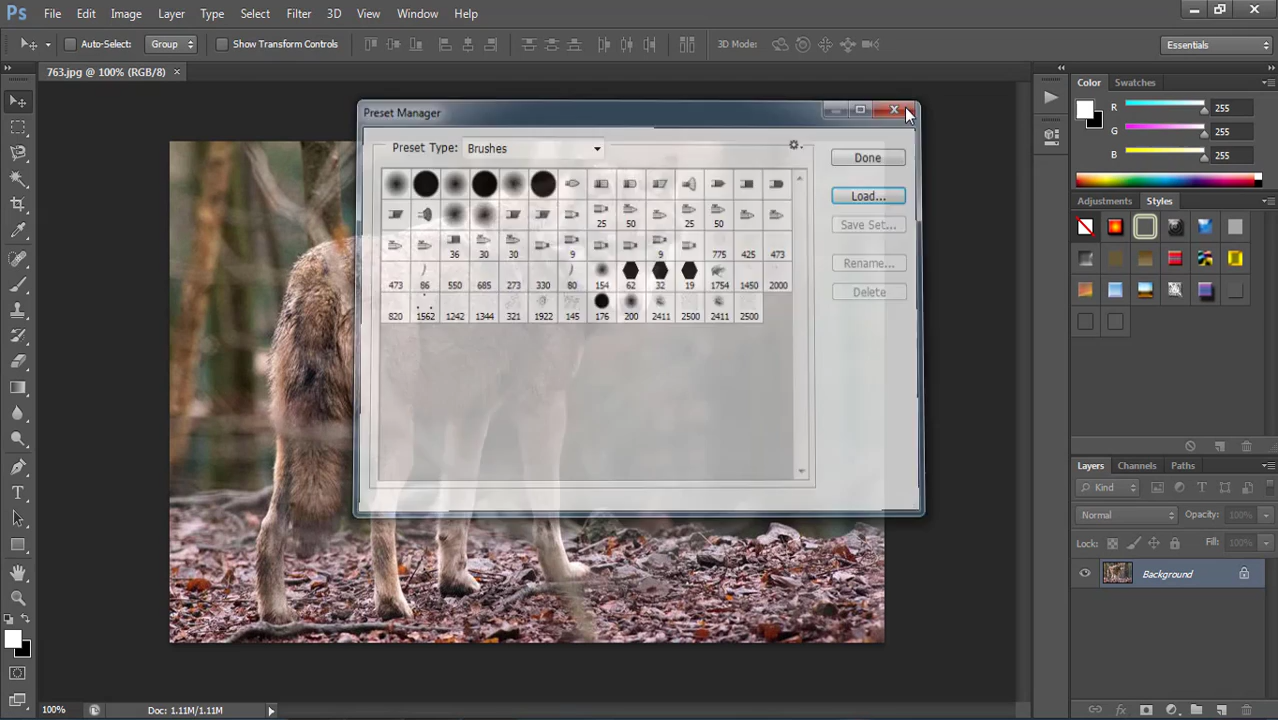 Ps File Edit Image Layer Type Select Filter 3D View Window Help
Auto-Select: Group Show Transform Controls 3D Mode: Essentials
763.jpg @ 100% (RGB/8) ×
Color Swatches
R 255
G 255
B 255
Adjustments Styles
Preset Manager
Preset Type: Brushes
Done
Load...
Save Set...
Rename...
Delete
25 50 25 50
36 30 30 9 9 775 425 473
473 86 550 685 273 330 80 154 62 32 19 1754 1450 2000
820 1562 1242 1344 321 1922 145 176 200 2411 2500 2411 2500
Layers Channels Paths
Kind
Normal Opacity: 100%
Lock: Fill: 100%
Background
fx
100% Doc: 1.11M/1.11M